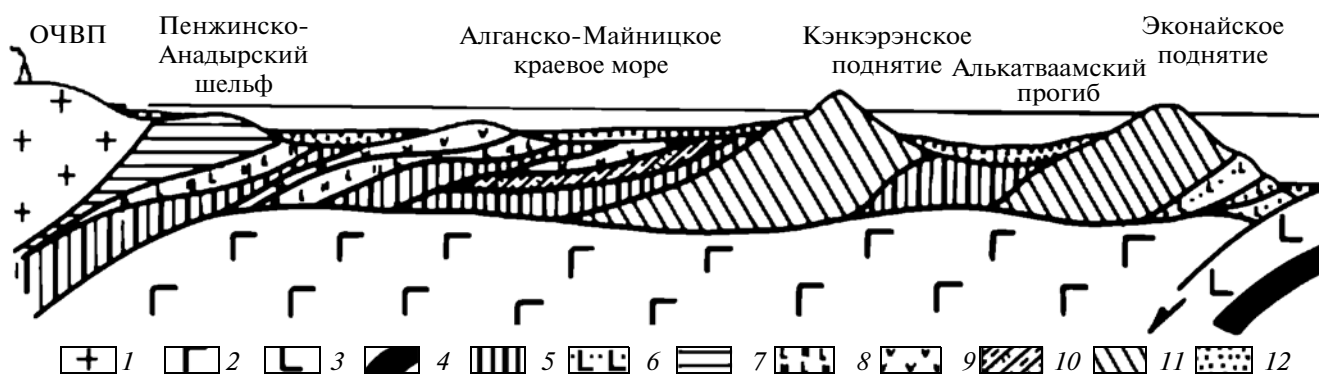 ОЧВП
Пенжинско-
Анадырский
шельф
Алганско-Майницкое
краевое море
Кэнкэрэнское
поднятие
Алькатваамский
прогиб
Эконайское
поднятие
1 2 3 4 5 6 7 8 9 10 11 12